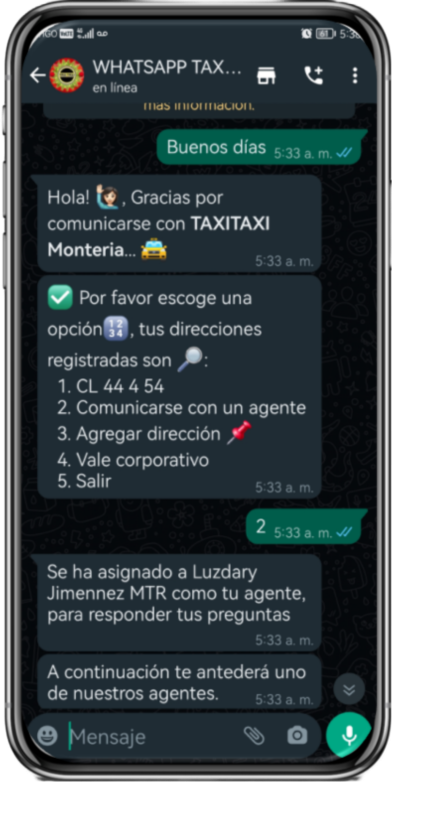 WHATSAPP TAX...
en línea
más información.
Buenos días 5:33 a. m.
Hola! 🙋🏻‍♀️, Gracias por
comunicarse con TAXITAXI
Monteria... 🚖
5:33 a. m.
✅ Por favor escoge una
opción🔢, tus direcciones
registradas son 🔎:
1. CL 44 4 54
2. Comunicarse con un agente
3. Agregar dirección 📌
4. Vale corporativo
5. Salir
5:33 a. m.
2 5:33 a. m.
Se ha asignado a Luzdary
Jimennez MTR como tu agente,
para responder tus preguntas
5:33 a. m.
A continuación te antederá uno
de nuestros agentes. 5:33 a. m.
Mensaje